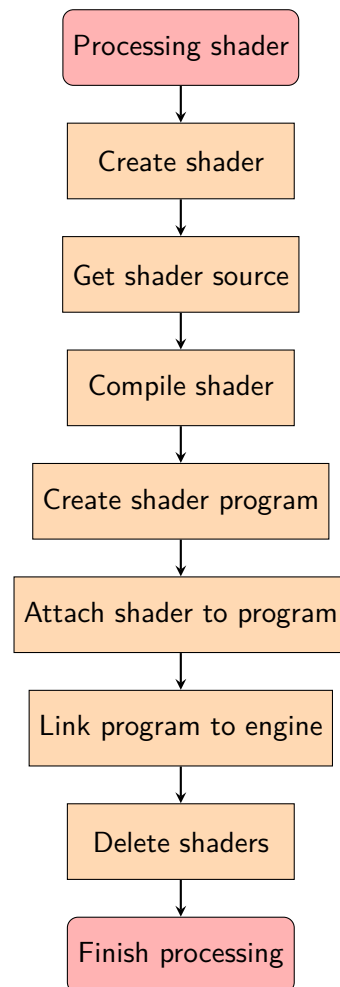 Processing shader
Create shader
Get shader source
Compile shader
Create shader program
Attach shader to program
Link program to engine
Delete shaders
Finish processing